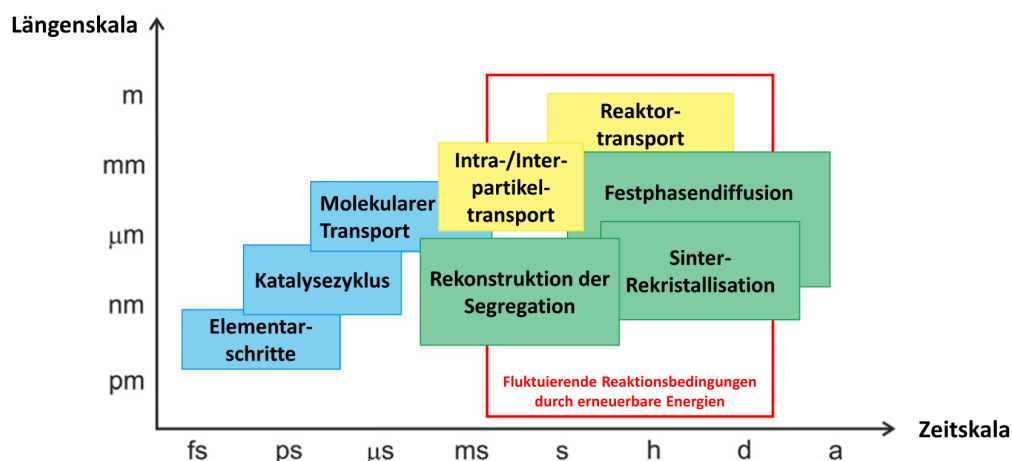 Längenskala
m
Reaktor-
transport
mm
Intra-/Inter-
partikel-
transport
Festphasendiffusion
Molekularer
Transport
μm
Sinter-
Rekristallisation
Rekonstruktion der
Segregation
Katalysezyklus
nm
Elementar-
schritte
pm
Fluktuierende Reaktionsbedingungen
durch erneuerbare Energien
Zeitskala
fs ps μs ms s h d a